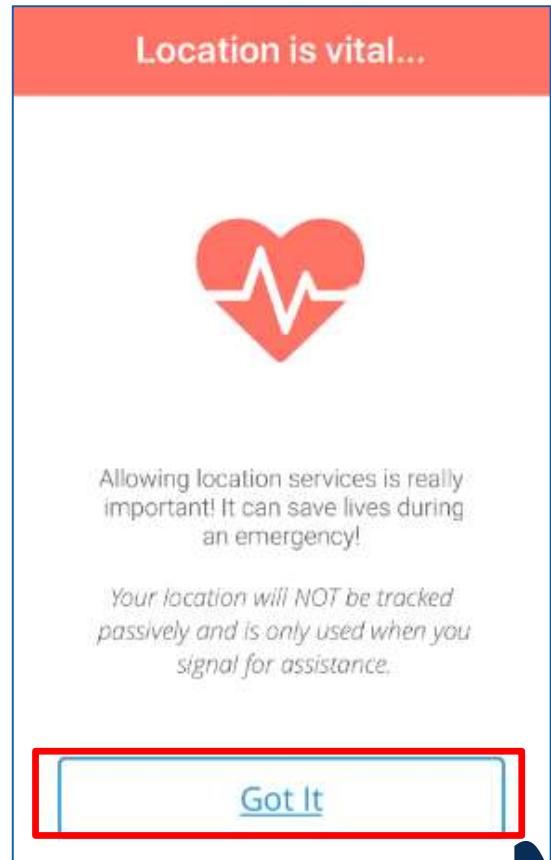 Location is vital...
Allowing location services is really
important! It can save lives during
an emergency!
Your location will NOT be tracked
passively and is only used when you
signal for assistance.
Got It